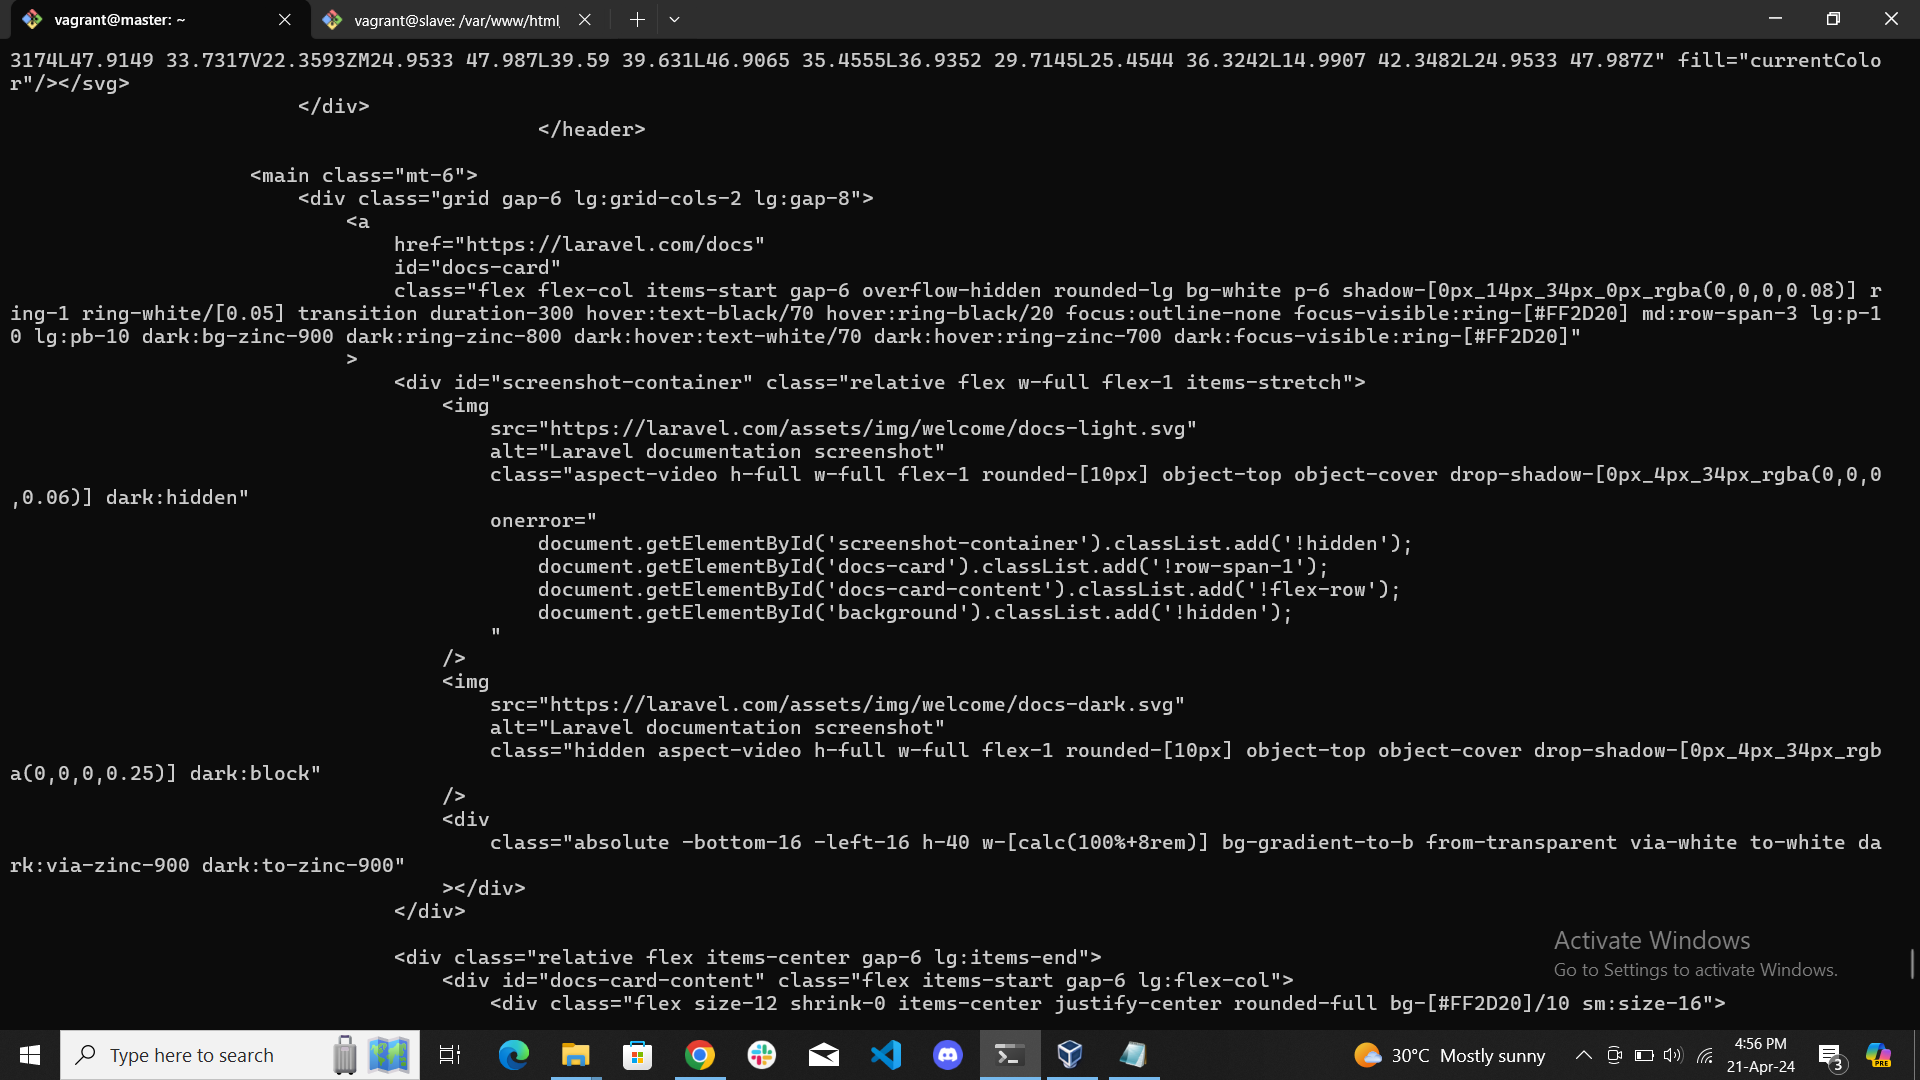 vagrant@master: ~
vagrant@slave: /var/www/html
3174L47.9149 33.7317V22.3593ZM24.9533 47.987L39.59 39.631L46.9065 35.4555L36.9352 29.7145L25.4544 36.3242L14.9907 42.3482L24.9533 47.987Z" fill="currentColo
r"/></svg>
</div>
</header>
<main class="mt-6">
<div class="grid gap-6 lg:grid-cols-2 lg:gap-8">
<a
href="https://laravel.com/docs"
id="docs-card"
class="flex flex-col items-start gap-6 overflow-hidden rounded-lg bg-white p-6 shadow-[0px_14px_34px_0px_rgba(0,0,0,0.08)] r
ing-1 ring-white/[0.05] transition duration-300 hover:text-black/70 hover:ring-black/20 focus:outline-none focus-visible:ring-[#FF2D20] md:row-span-3 lg:p-1
0 lg:pb-10 dark:bg-zinc-900 dark:ring-zinc-800 dark:hover:text-white/70 dark:hover:ring-zinc-700 dark:focus-visible:ring-[#FF2D20]"
>
<div id="screenshot-container" class="relative flex w-full flex-1 items-stretch">
<img
src="https://laravel.com/assets/img/welcome/docs-light.svg"
alt="Laravel documentation screenshot"
class="aspect-video h-full w-full flex-1 rounded-[10px] object-top object-cover drop-shadow-[0px_4px_34px_rgba(0,0,0
,0.06)] dark:hidden"
onerror="
document.getElementById('screenshot-container').classList.add('!hidden');
document.getElementById('docs-card').classList.add('!row-span-1');
document.getElementById('docs-card-content').classList.add('!flex-row');
document.getElementById('background').classList.add('!hidden');
"
/>
<img
src="https://laravel.com/assets/img/welcome/docs-dark.svg"
alt="Laravel documentation screenshot"
class="hidden aspect-video h-full w-full flex-1 rounded-[10px] object-top object-cover drop-shadow-[0px_4px_34px_rgb
a(0,0,0,0.25)] dark:block"
/>
<div
class="absolute -bottom-16 -left-16 h-40 w-[calc(100%+8rem)] bg-gradient-to-b from-transparent via-white to-white da
rk:via-zinc-900 dark:to-zinc-900"
></div>
</div>
<div class="relative flex items-center gap-6 lg:items-end">
<div id="docs-card-content" class="flex items-start gap-6 lg:flex-col">
<div class="flex size-12 shrink-0 items-center justify-center rounded-full bg-[#FF2D20]/10 sm:size-16">
Activate Windows
Go to Settings to activate Windows.
Type here to search
30°C Mostly sunny
4:56 PM
21-Apr-24
3
PRE